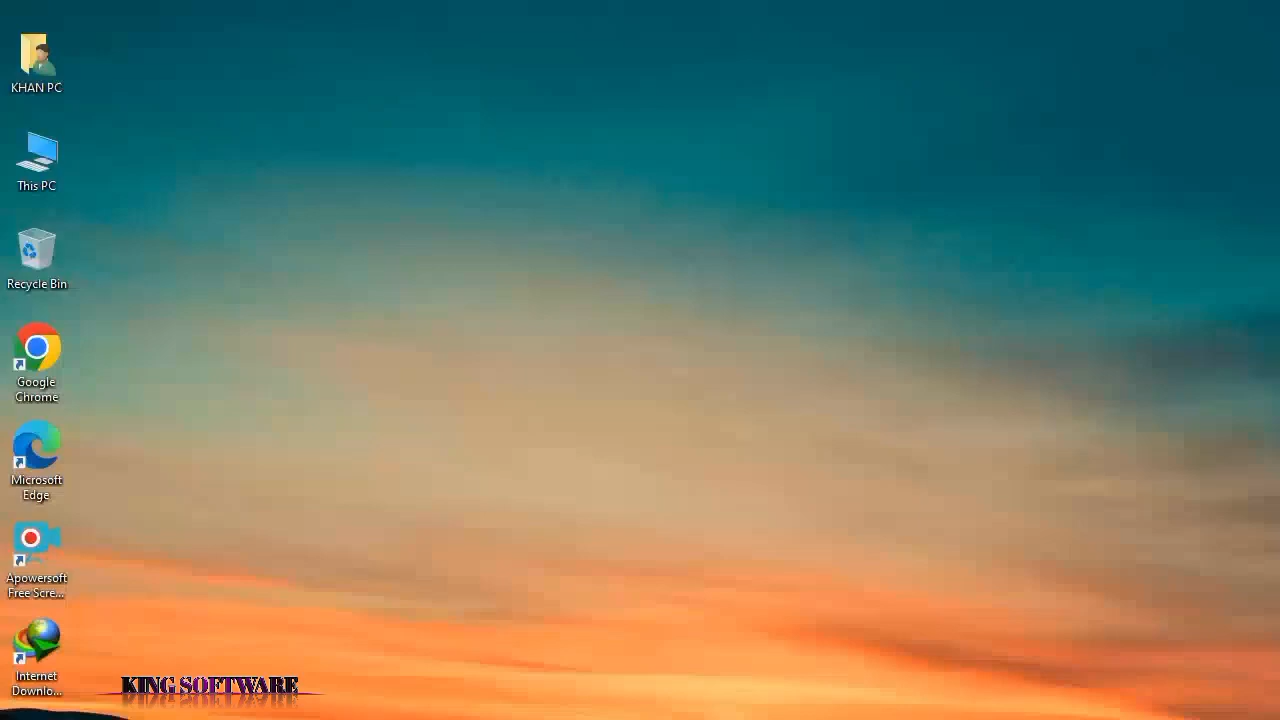 KHAN PC
This PC
Recycle Bin
Google
Chrome
Microsoft
Edge
Apowersoft
Free Scre...
Internet
Downlo...
KING SOFTWARE